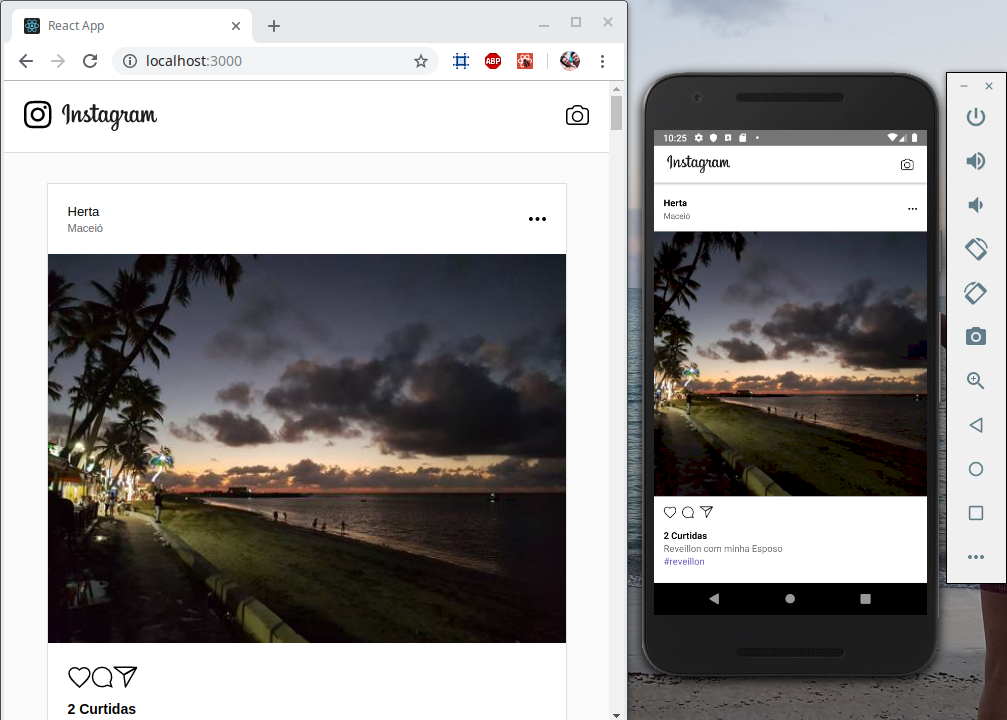 React App
localhost:3000
ABP
Instagram
Herta
Maceió
2 Curtidas
10:25
Instagram
Herta
Maceió
2 Curtidas
Reveillon com minha Esposo
#reveillon